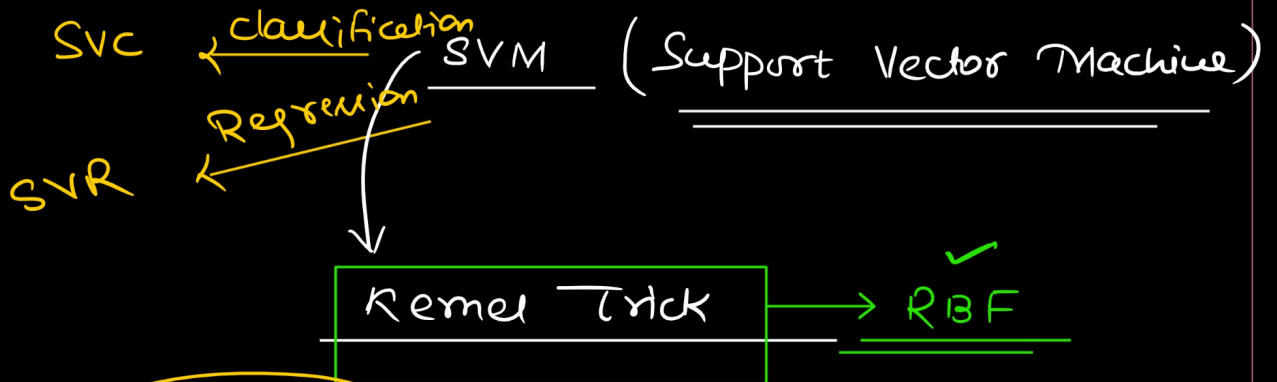 SVC
Classification
SVM (Support Vector Machine)
Regression
SVR
Kernel Trick
RBF